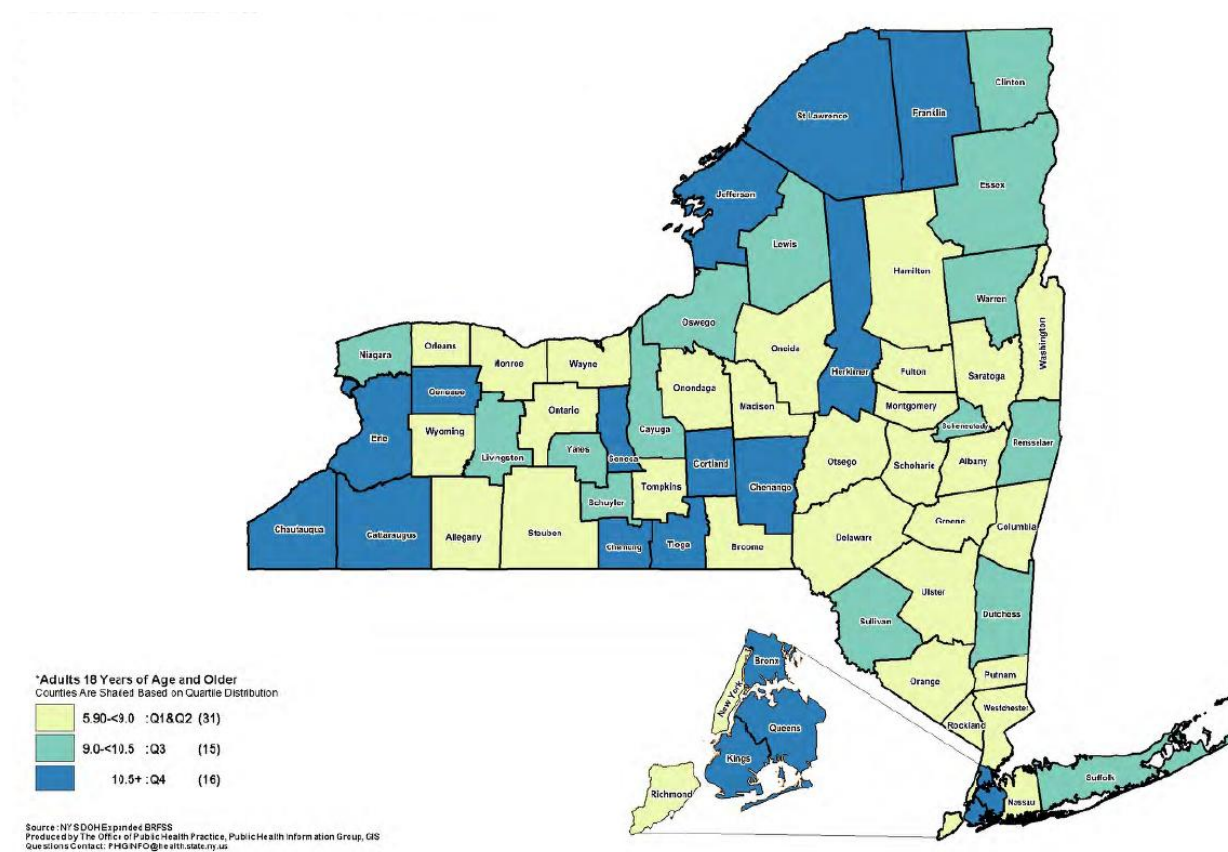 St Lawrence
Franklin
Clinton
Essex
Jefferson
Lewis
Hamilton
Warren
Washington
Oswego
Oneida
Herkimer
Fulton
Saratoga
Niagara
Orleans
Monroe
Wayne
Onondaga
Madison
Montgomery
Schenectady
Rensselaer
Genesee
Ontario
Cayuga
Erie
Wyoming
Livingston
Yates
Seneca
Cortland
Chenango
Otsego
Schoharie
Albany
Tompkins
Schuyler
Chautauqua
Cattaraugus
Allegany
Steuben
Chemung
Tioga
Broome
Delaware
Greene
Columbia
Ulster
Dutchess
Sullivan
Orange
Putnam
Westchester
Rockland
Bronx
New York
Queens
Kings
Richmond
Nassau
Suffolk
*Adults 18 Years of Age and Older
Counties Are Shaded Based on Quartile Distribution
5.90-<9.0 :Q1&Q2 (31)
9.0-<10.5 :Q3 (15)
10.5+ :Q4 (16)
Source: NYSDOH Expanded BRFSS
Produced by The Office of Public Health Practice, Public Health Information Group, GIS
Questions Contact: PHIGINFO@health.state.ny.us